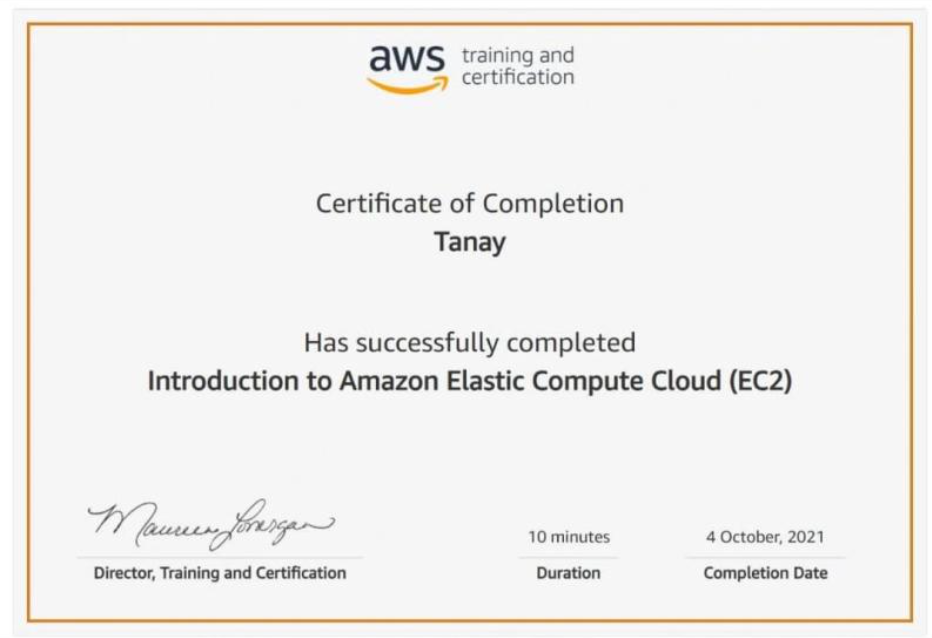 aws training and
certification
Certificate of Completion
Tanay
Has successfully completed
Introduction to Amazon Elastic Compute Cloud (EC2)
Maureen Lonergan
10 minutes
4 October, 2021
Director, Training and Certification
Duration
Completion Date